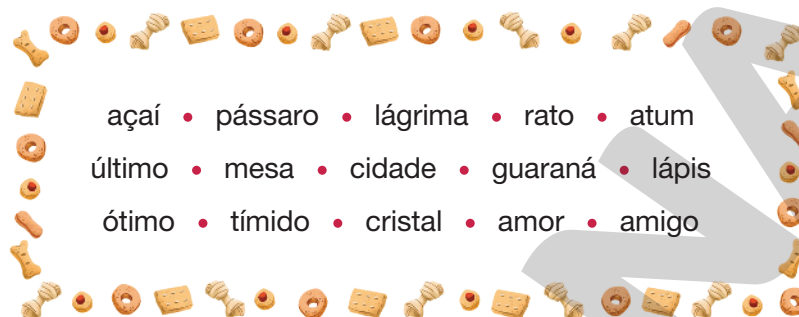 açaí • pássaro • lágrima • rato • atum
último • mesa • cidade • guaraná • lápis
ótimo • tímido • cristal • amor • amigo